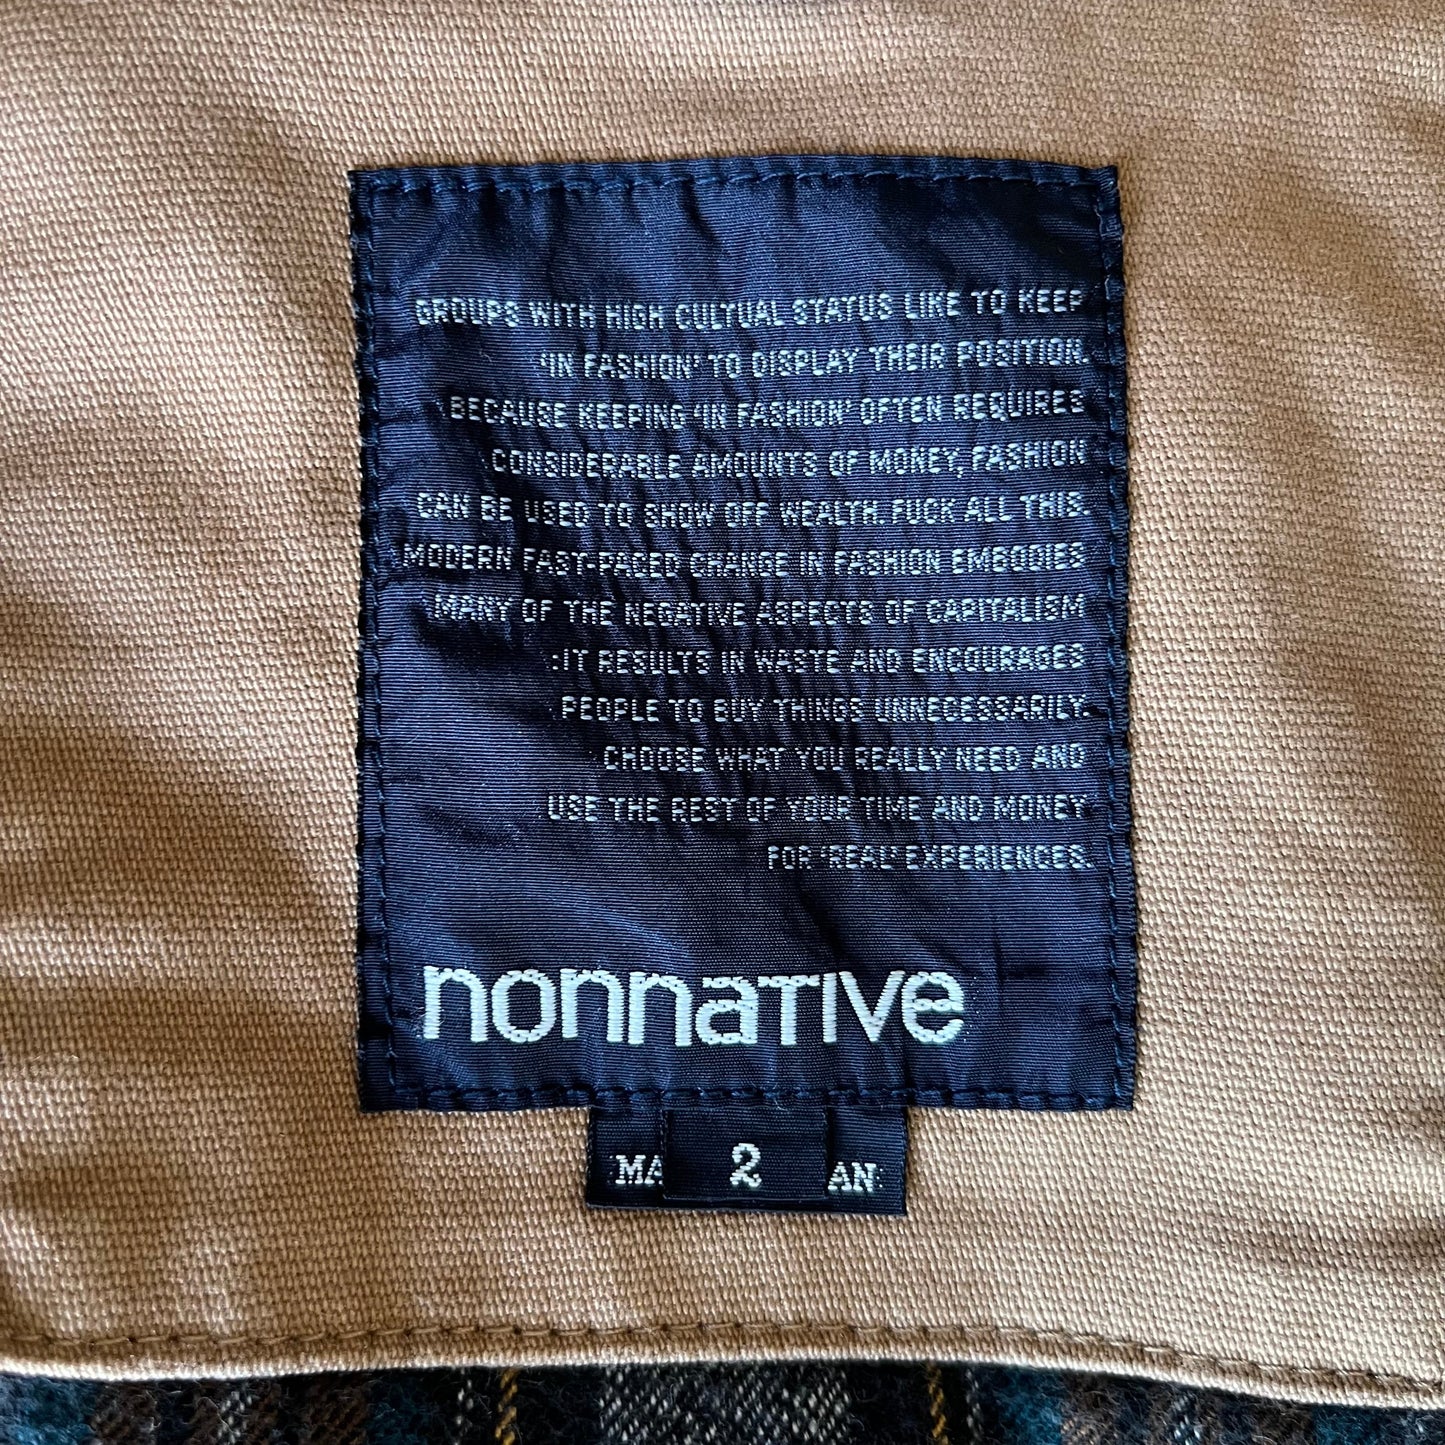 GROUPS WITH HIGH CULTUAL STATUS LIKE TO KEEP
'IN FASHION' TO DISPLAY THEIR POSITION.
BECAUSE KEEPING 'IN FASHION' OFTEN REQUIRES
CONSIDERABLE AMOUNTS OF MONEY, FASHION
CAN BE USED TO SHOW OFF WEALTH. FUCK ALL THIS.
MODERN FAST-PACED CHANGE IN FASHION EMBODIES
MANY OF THE NEGATIVE ASPECTS OF CAPITALISM
:IT RESULTS IN WASTE AND ENCOURAGES
PEOPLE TO BUY THINGS UNNECESSARILY.
CHOOSE WHAT YOU REALLY NEED AND
USE THE REST OF YOUR TIME AND MONEY
FOR 'REAL' EXPERIENCES.
nonnative
MA 2 AN